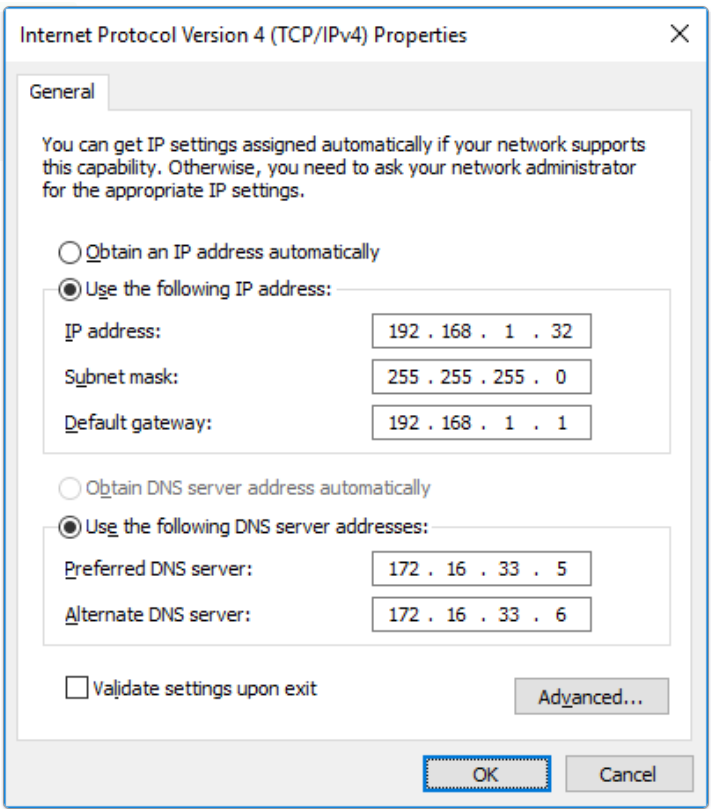 Internet Protocol Version 4 (TCP/IPv4) Properties
General
You can get IP settings assigned automatically if your network supports
this capability. Otherwise, you need to ask your network administrator
for the appropriate IP settings.
Obtain an IP address automatically
Use the following IP address:
IP address: 192 . 168 . 1 . 32
Subnet mask: 255 . 255 . 255 . 0
Default gateway: 192 . 168 . 1 . 1
Obtain DNS server address automatically
Use the following DNS server addresses:
Preferred DNS server: 172 . 16 . 33 . 5
Alternate DNS server: 172 . 16 . 33 . 6
Validate settings upon exit
Advanced...
OK Cancel